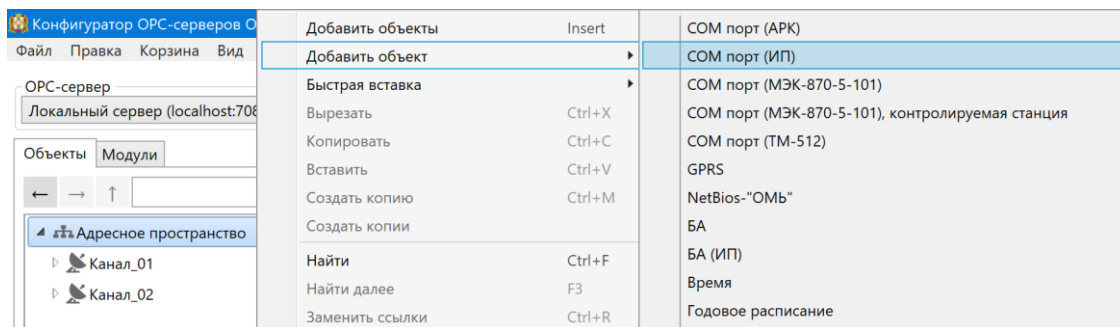 Конфигуратор OPC-серверов О
Файл Правка Корзина Вид
OPC-сервер
Локальный сервер (localhost:708
Объекты Модули
Адресное пространство
Канал_01
Канал_02
Добавить объекты Insert
Добавить объект
Быстрая вставка
Вырезать Ctrl+X
Копировать Ctrl+C
Вставить Ctrl+V
Создать копию Ctrl+M
Создать копии
Найти Ctrl+F
Найти далее F3
Заменить ссылки Ctrl+R
COM порт (АРК)
COM порт (ИП)
COM порт (МЭК-870-5-101)
COM порт (МЭК-870-5-101), контролируемая станция
COM порт (ТМ-512)
GPRS
NetBios-"ОМЬ"
БА
БА (ИП)
Время
Годовое расписание